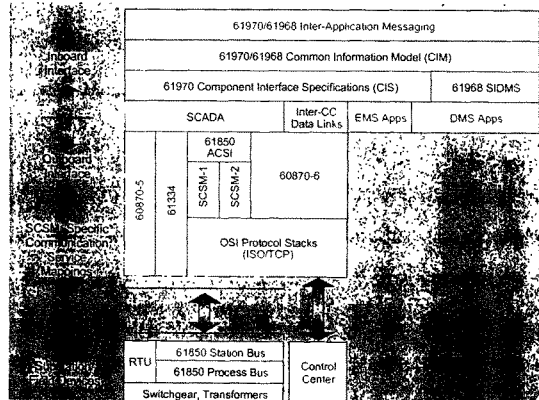 61970/61968 Inter-Application Messaging
61970/61968 Common Information Model (CIM)
Inboard
Interface
61970 Component Interface Specifications (CIS)
61968 SIDMS
SCADA
Inter-CC
Data Links
EMS Apps
DMS Apps
61850
ACSI
Outboard
Interface
60870-5
61334
SCSM-1
SCSM-2
60870-6
SCSM-Specific
Communication
Service
Mappings
OSI Protocol Stacks
(ISO/TCP)
RTU
61850 Station Bus
61850 Process Bus
Switchgear, Transformers
Control
Center
Substation
Field Devices